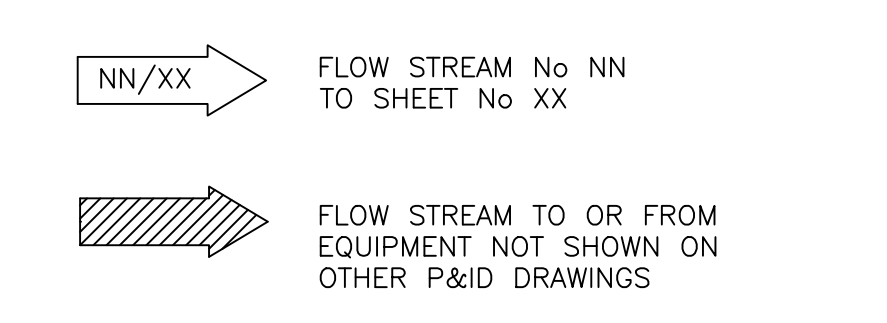 NN/XX
FLOW STREAM No NN
TO SHEET No XX
FLOW STREAM TO OR FROM
EQUIPMENT NOT SHOWN ON
OTHER P&ID DRAWINGS